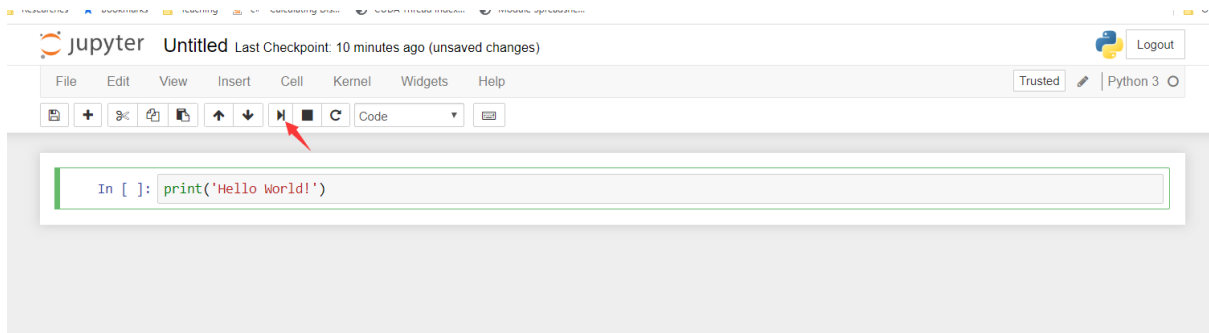 jupyter Untitled Last Checkpoint: 10 minutes ago (unsaved changes) Logout
File Edit View Insert Cell Kernel Widgets Help Trusted Python 3
Code
In [ ]: print('Hello World!')